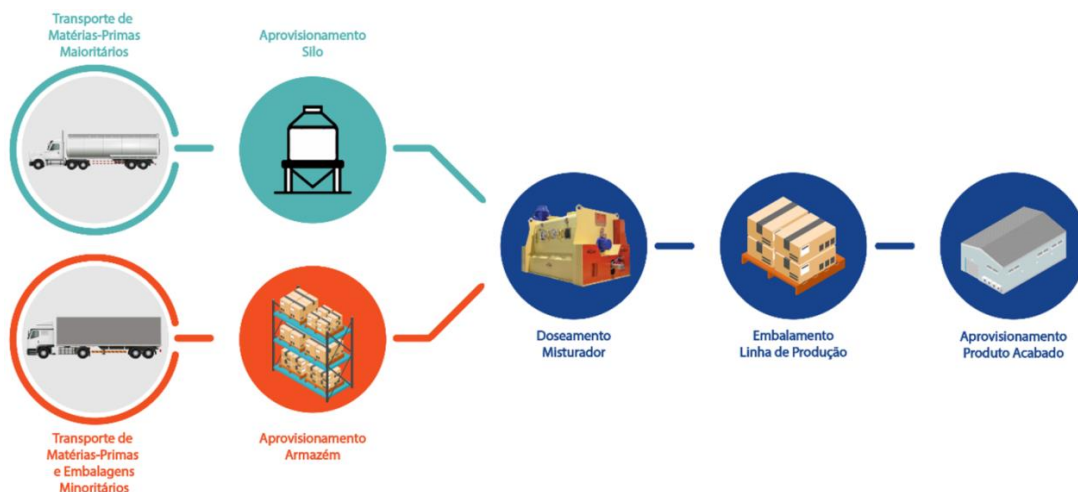 Transporte de
Matérias-Primas
Maioritários
Aprovisionamento
Silo
Doseamento
Misturador
Embalamento
Linha de Produção
Aprovisionamento
Produto Acabado
Transporte de
Matérias-Primas
e Embalagens
Minoritários
Aprovisionamento
Armazém